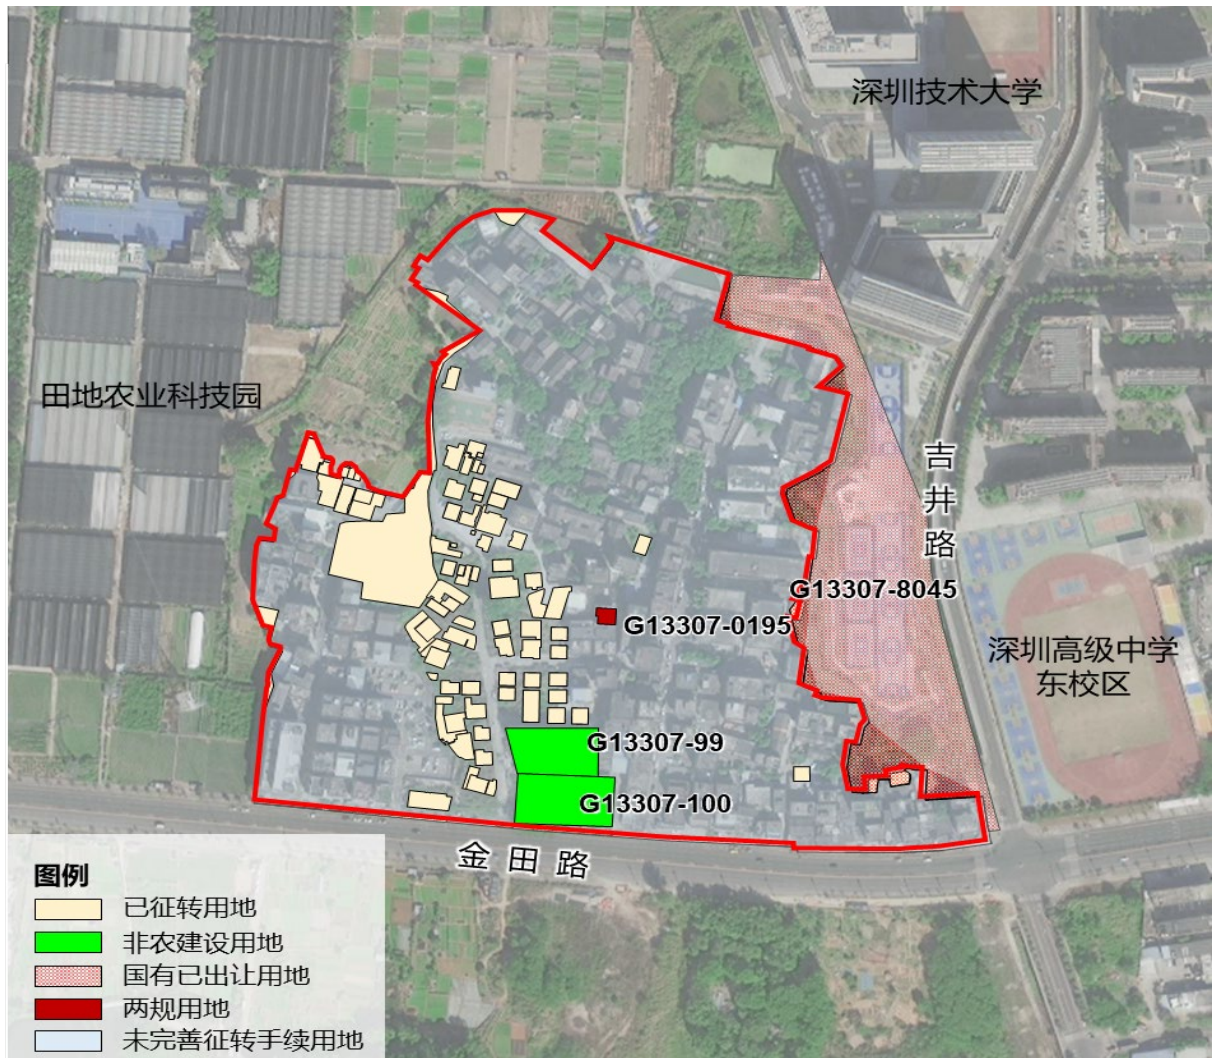 深圳技术大学
田地农业科技园
吉井路
G13307-8045
G13307-0195
深圳高级中学
东校区
G13307-99
G13307-100
金田路
图例
已征转用地
非农建设用地
国有已出让用地
两规用地
未完善征转手续用地